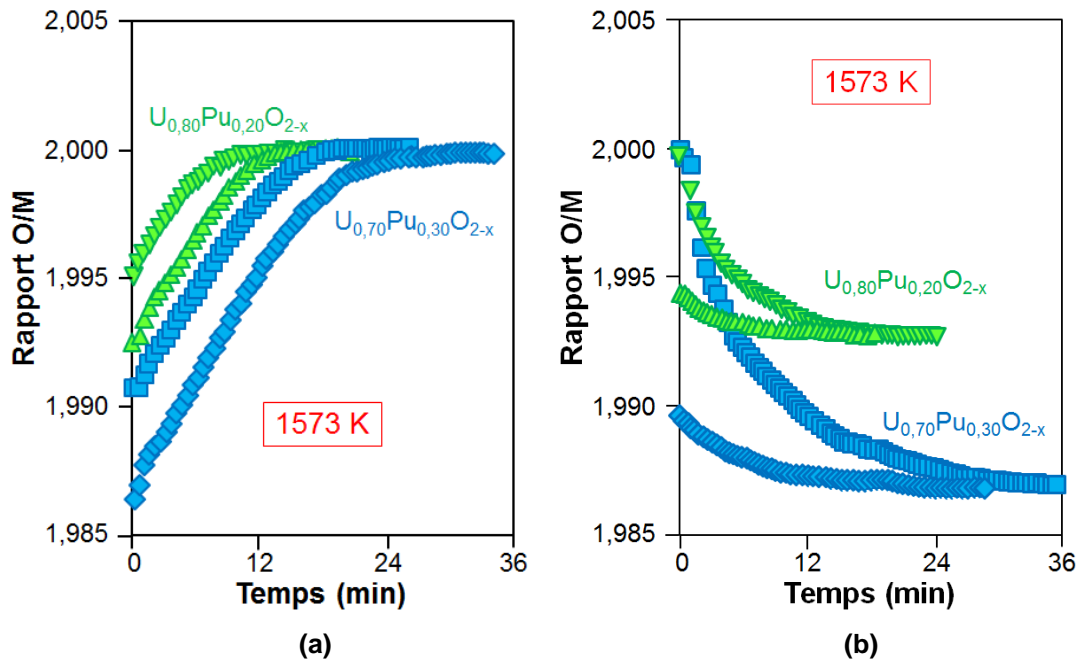 2,005
2,000
1,995
1,990
1,985
Rapport O/M
U0,80Pu0,20O2-x
U0,70Pu0,30O2-x
1573 K
0
12
24
36
Temps (min)
(a)
2,005
2,000
1,995
1,990
1,985
Rapport O/M
1573 K
U0,80Pu0,20O2-x
U0,70Pu0,30O2-x
0
12
24
36
Temps (min)
(b)